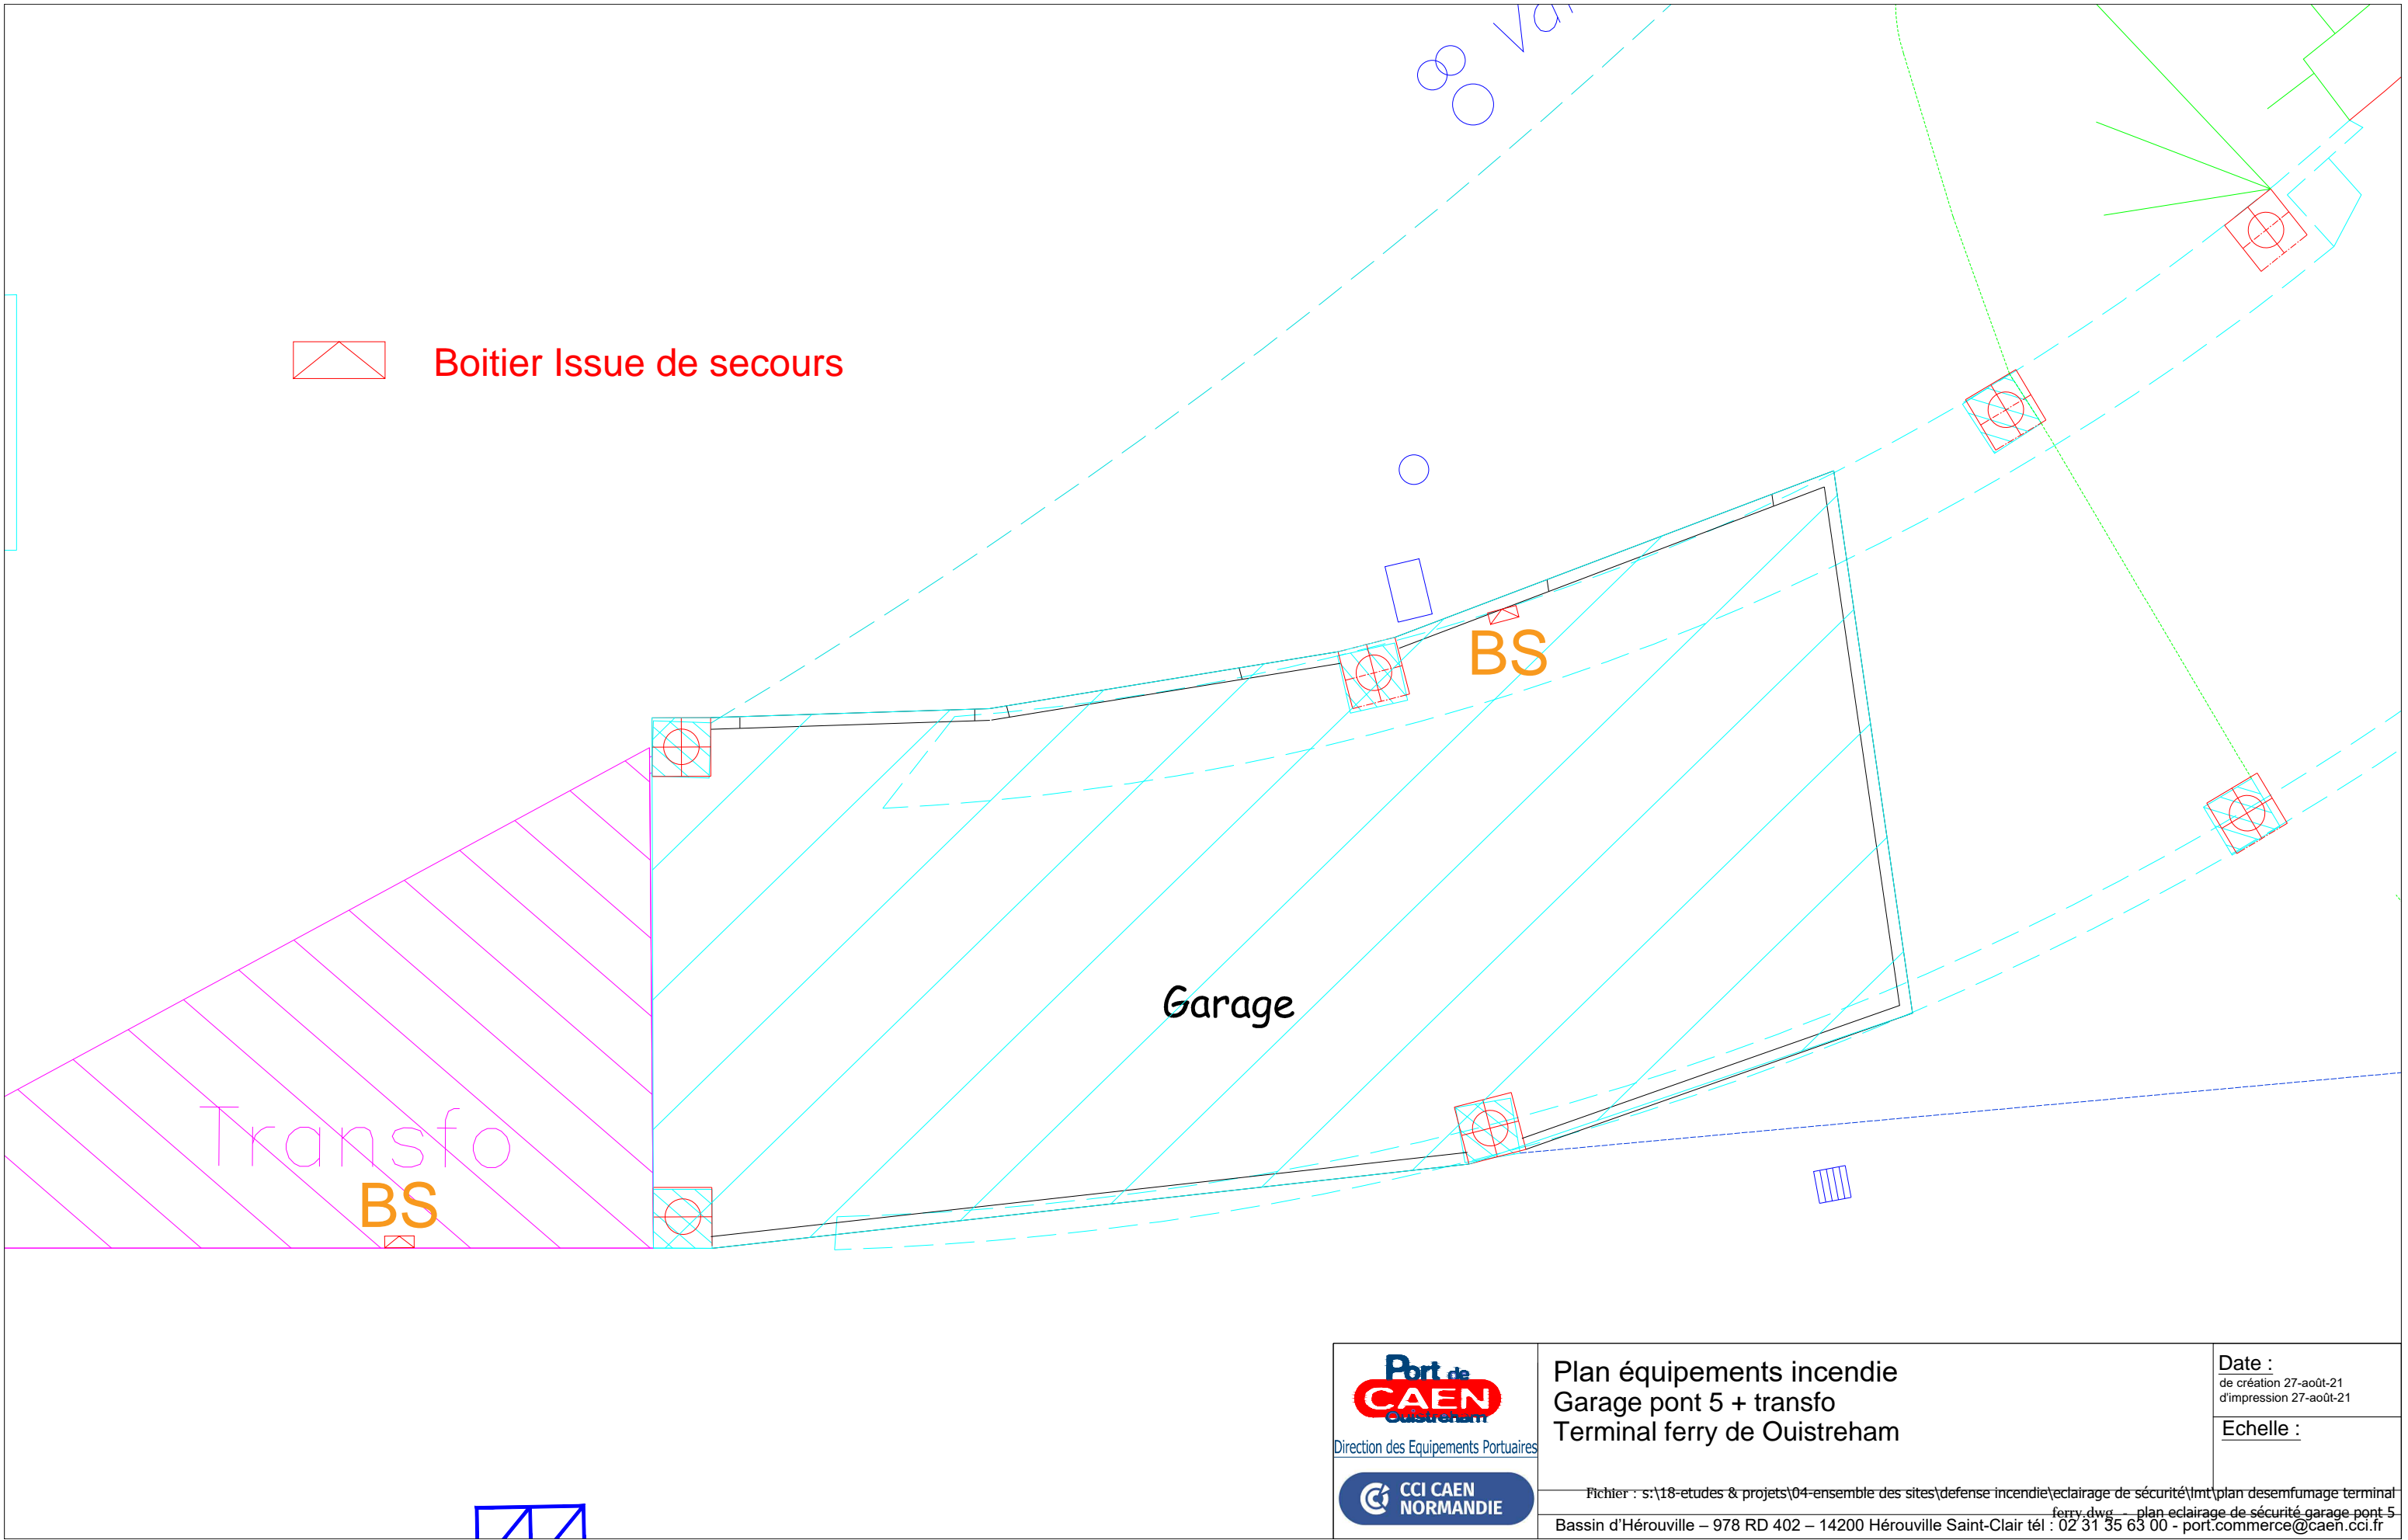 Boitier Issue de secours
BS
Garage
Transfo
BS
Port de
CAEN
Ouistreham
Direction des Equipements Portuaires
CCI CAEN
NORMANDIE
Plan équipements incendie
Garage pont 5 + transfo
Terminal ferry de Ouistreham
Date :
de création 27-août-21
d'impression 27-août-21
Echelle :
Fichier : s:\18-etudes & projets\04-ensemble des sites\defense incendie\eclairage de sécurité\lmt\plan desemfumage terminal
ferry.dwg - plan eclairage de sécurité garage pont 5
Bassin d'Hérouville – 978 RD 402 – 14200 Hérouville Saint-Clair tél : 02 31 35 63 00 - port.commerce@caen.cci.fr